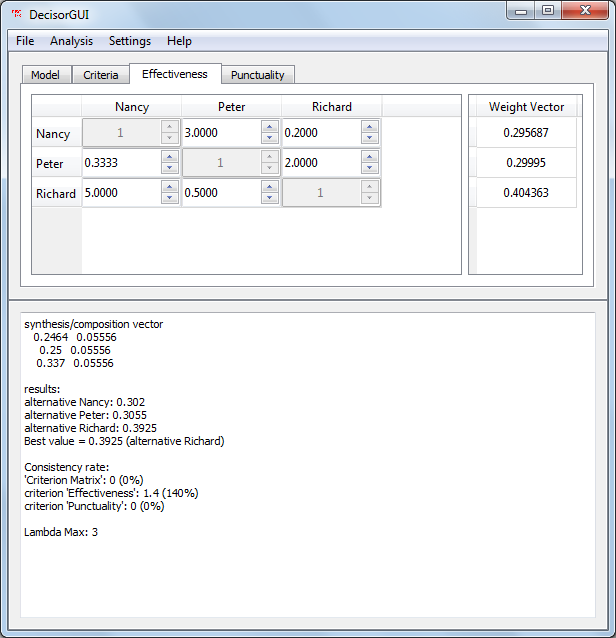 DecisorGUI
File Analysis Settings Help
Model Criteria Effectiveness Punctuality
Nancy Peter Richard Weight Vector
Nancy 1 3.0000 0.2000 0.295687
Peter 0.3333 1 2.0000 0.29995
Richard 5.0000 0.5000 1 0.404363
synthesis/composition vector
0.2464 0.05556
0.25 0.05556
0.337 0.05556
results:
alternative Nancy: 0.302
alternative Peter: 0.3055
alternative Richard: 0.3925
Best value = 0.3925 (alternative Richard)
Consistency rate:
'Criterion Matrix': 0 (0%)
criterion 'Effectiveness': 1.4 (140%)
criterion 'Punctuality': 0 (0%)
Lambda Max: 3